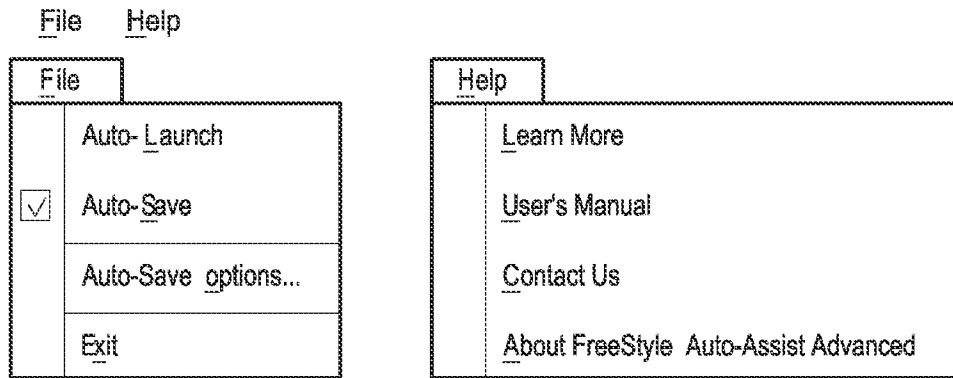 File Help
File
Auto-Launch
Auto-Save
Auto-Save options...
Exit
Help
Learn More
User's Manual
Contact Us
About FreeStyle Auto-Assist Advanced